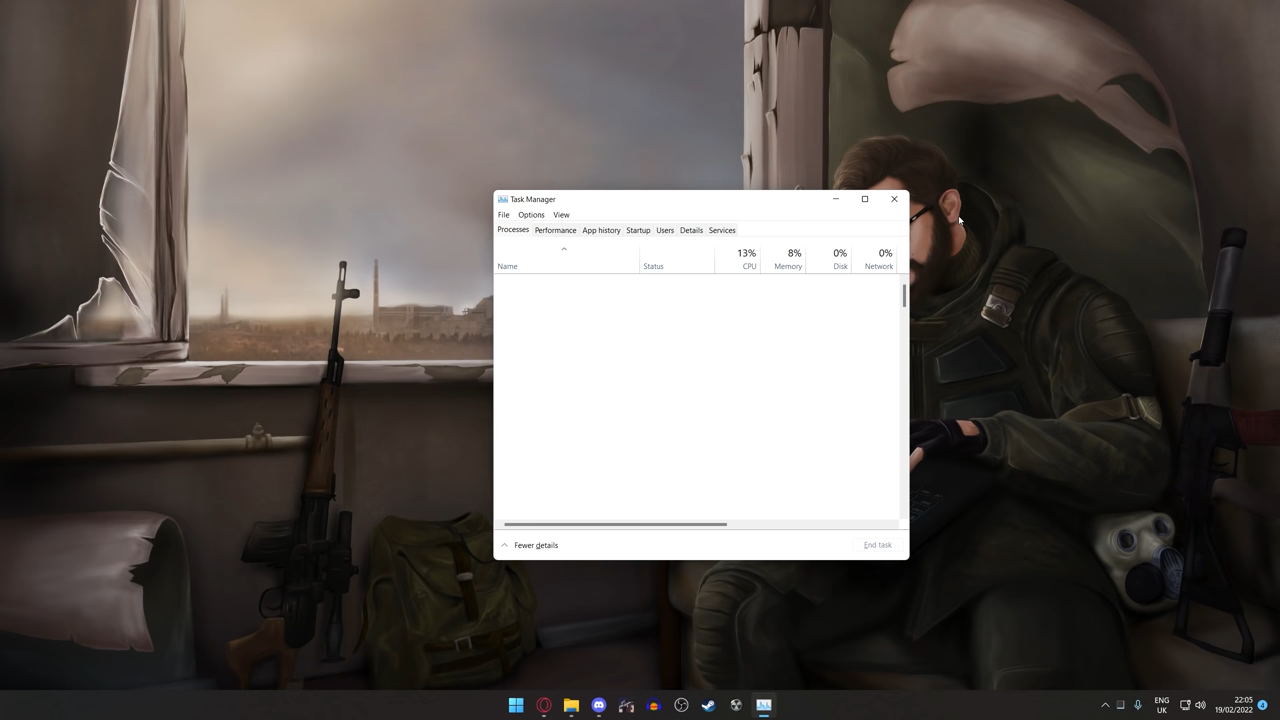 Task Manager
File Options View
Processes Performance App history Startup Users Details Services
13% 8% 0% 0%
Name Status CPU Memory Disk Network
Fewer details End task
ENG 22:05
UK 19/02/2022 4